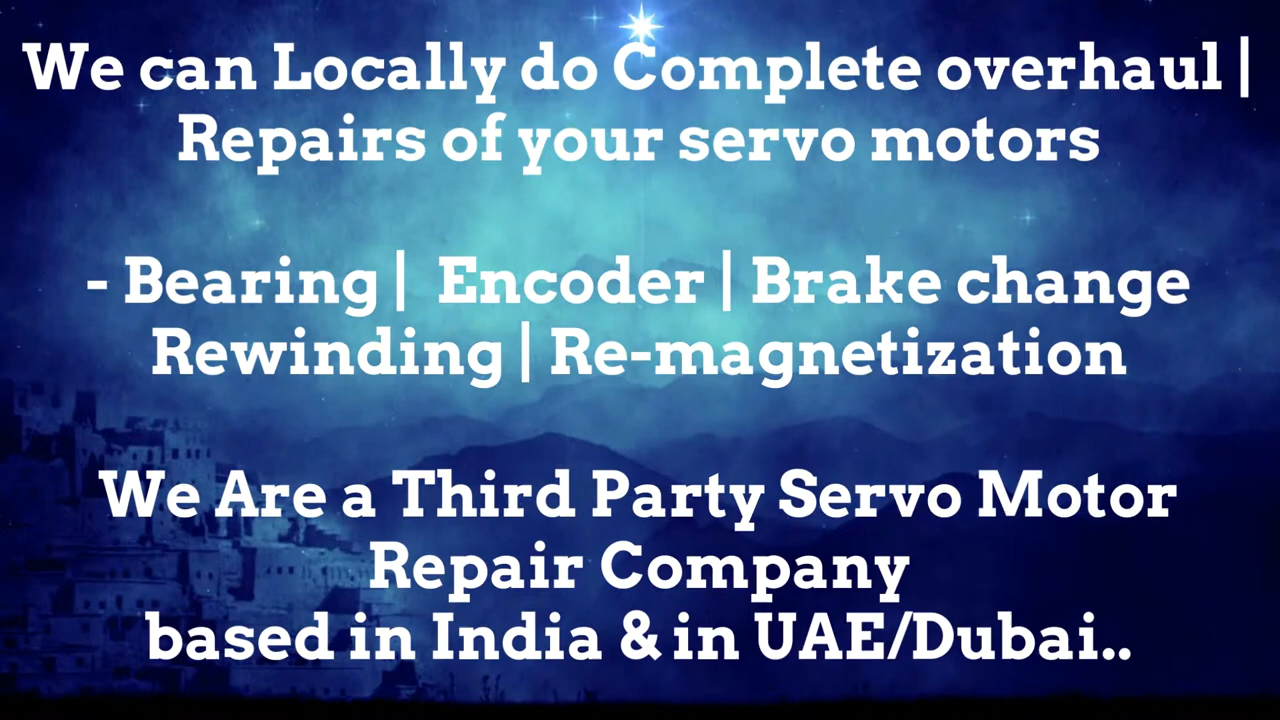 We can Locally do Complete overhaul |
Repairs of your servo motors
- Bearing | Encoder | Brake change
Rewinding | Re-magnetization
We Are a Third Party Servo Motor
Repair Company
based in India & in UAE/Dubai..